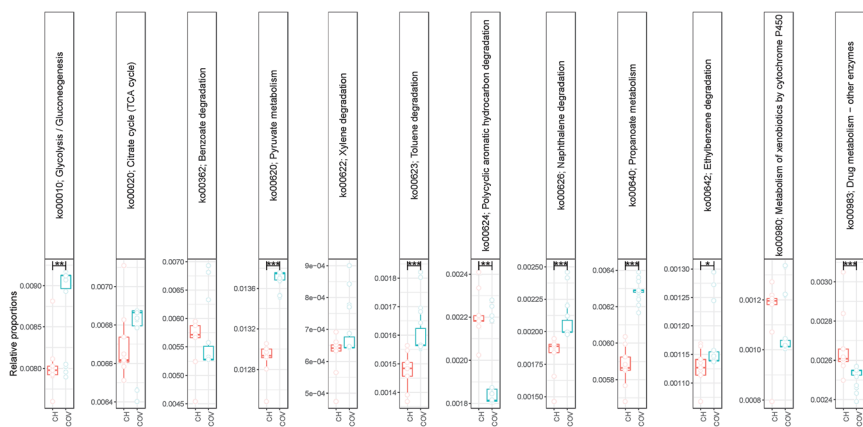 Relative proportions
ko00010; Glycolysis / Gluconeogenesis
**
0.0090
0.0085
0.0080
CH
COV
ko00020; Citrate cycle (TCA cycle)
0.0070
0.0068
0.0066
0.0064
CH
COV
ko00362; Benzoate degradation
0.0070
0.0065
0.0060
0.0055
0.0050
0.0045
CH
COV
ko00620; Pyruvate metabolism
***
0.0136
0.0132
0.0128
CH
COV
ko00622; Xylene degradation
9e−04
8e−04
7e−04
6e−04
5e−04
CH
COV
ko00623; Toluene degradation
***
0.0018
0.0017
0.0016
0.0015
0.0014
CH
COV
ko00624; Polycyclic aromatic hydrocarbon degradation
**
0.0024
0.0022
0.0020
0.0018
CH
COV
ko00626; Naphthalene degradation
***
0.00250
0.00225
0.00200
0.00175
0.00150
CH
COV
ko00640; Propanoate metabolism
***
0.0064
0.0062
0.0060
0.0058
CH
COV
ko00642; Ethylbenzene degradation
*
0.00130
0.00125
0.00120
0.00115
0.00110
CH
COV
ko00980; Metabolism of xenobiotics by cytochrome P450
0.0012
0.0010
0.0008
CH
COV
ko00983; Drug metabolism − other enzymes
***
0.0030
0.0028
0.0026
0.0024
CH
COV